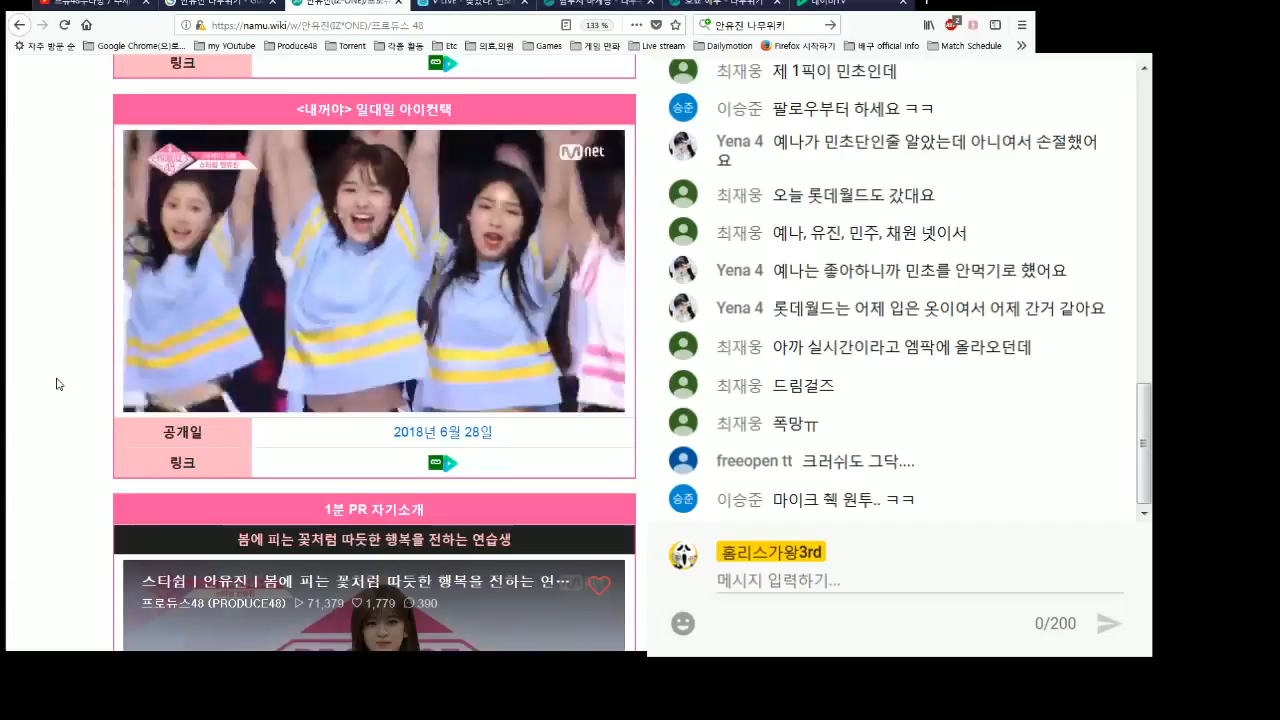 안유진 나무위키
https://namu.wiki/w/안유진(IZ*ONE)/프로듀스 48
133 %
안유진 나무위키
2
자주 방문 순
Google Chrome(으)로...
my YOutube
Produce48
Torrent
각종 활동
Etc
의료,의원
Games
게임 만화
Live stream
Dailymotion
Firefox 시작하기
배구 official info
Match Schedule
링크
<내꺼야> 일대일 아이컨택
Mnet
공개일
2018년 6월 28일
링크
1분 PR 자기소개
봄에 피는 꽃처럼 따듯한 행복을 전하는 연습생
스타쉽ㅣ안유진ㅣ봄에 피는 꽃처럼 따듯한 행복을 전하는 연…
프로듀스48 (PRODUCE48)
71,379
1,779
390
최재웅 제 1픽이 민초인데
승준
이승준 팔로우부터 하세요 ㅋㅋ
Yena 4 예나가 민초단인줄 알았는데 아니여서 손절했어
요
최재웅 오늘 롯데월드도 갔대요
최재웅 예나, 유진, 민주, 채원 넷이서
Yena 4 예나는 좋아하니까 민초를 안먹기로 했어요
Yena 4 롯데월드는 어제 입은 옷이여서 어제 간거 같아요
최재웅 아까 실시간이라고 엠팍에 올라오던데
최재웅 드림걸즈
최재웅 폭망ㅠ
freeopen tt 크러쉬도 그닥....
승준
이승준 마이크 췍 원투.. ㅋㅋ
홈리스가왕3rd
메시지 입력하기...
0/200